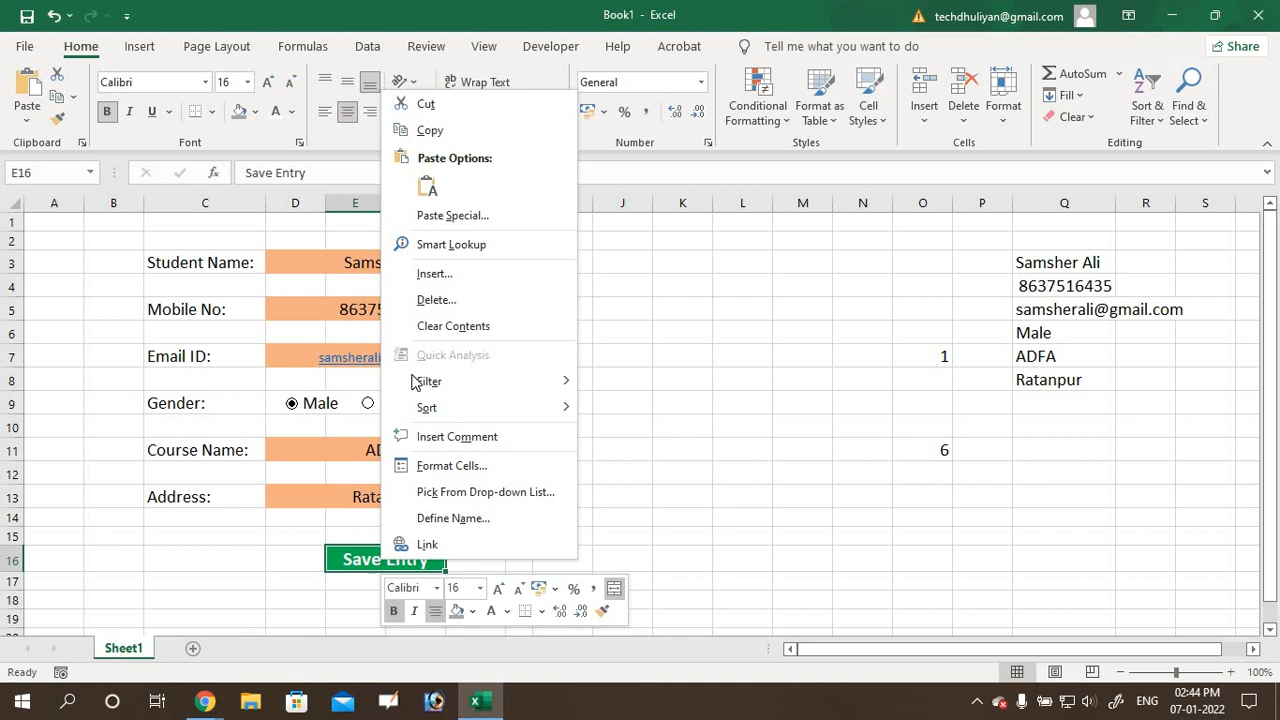 Book1 - Excel
techdhuliyan@gmail.com
File Home Insert Page Layout Formulas Data Review View Developer Help Acrobat Tell me what you want to do Share
Paste
Clipboard
Calibri 16
B I U
Font
Wrap Text
General
Number
Conditional Formatting
Format as Table
Cell Styles
Styles
Insert Delete Format
Cells
AutoSum
Fill
Clear
Sort & Filter
Find & Select
Editing
E16 Save Entry
A B C D E J K L M N O P Q R S
1
2
3 Student Name: Sams Samsher Ali
4 8637516435
5 Mobile No: 8637 samsherali@gmail.com
6 Male
7 Email ID: samsherali 1 ADFA
8 Ratanpur
9 Gender: Male
10
11 Course Name: AD 6
12
13 Address: Rata
14
15
16 Save Entry
17
18
19
Cut
Copy
Paste Options:
Paste Special...
Smart Lookup
Insert...
Delete...
Clear Contents
Quick Analysis
Filter
Sort
Insert Comment
Format Cells...
Pick From Drop-down List...
Define Name...
Link
Calibri 16
B I A
Sheet1
Ready 100%
ENG 02:44 PM
07-01-2022